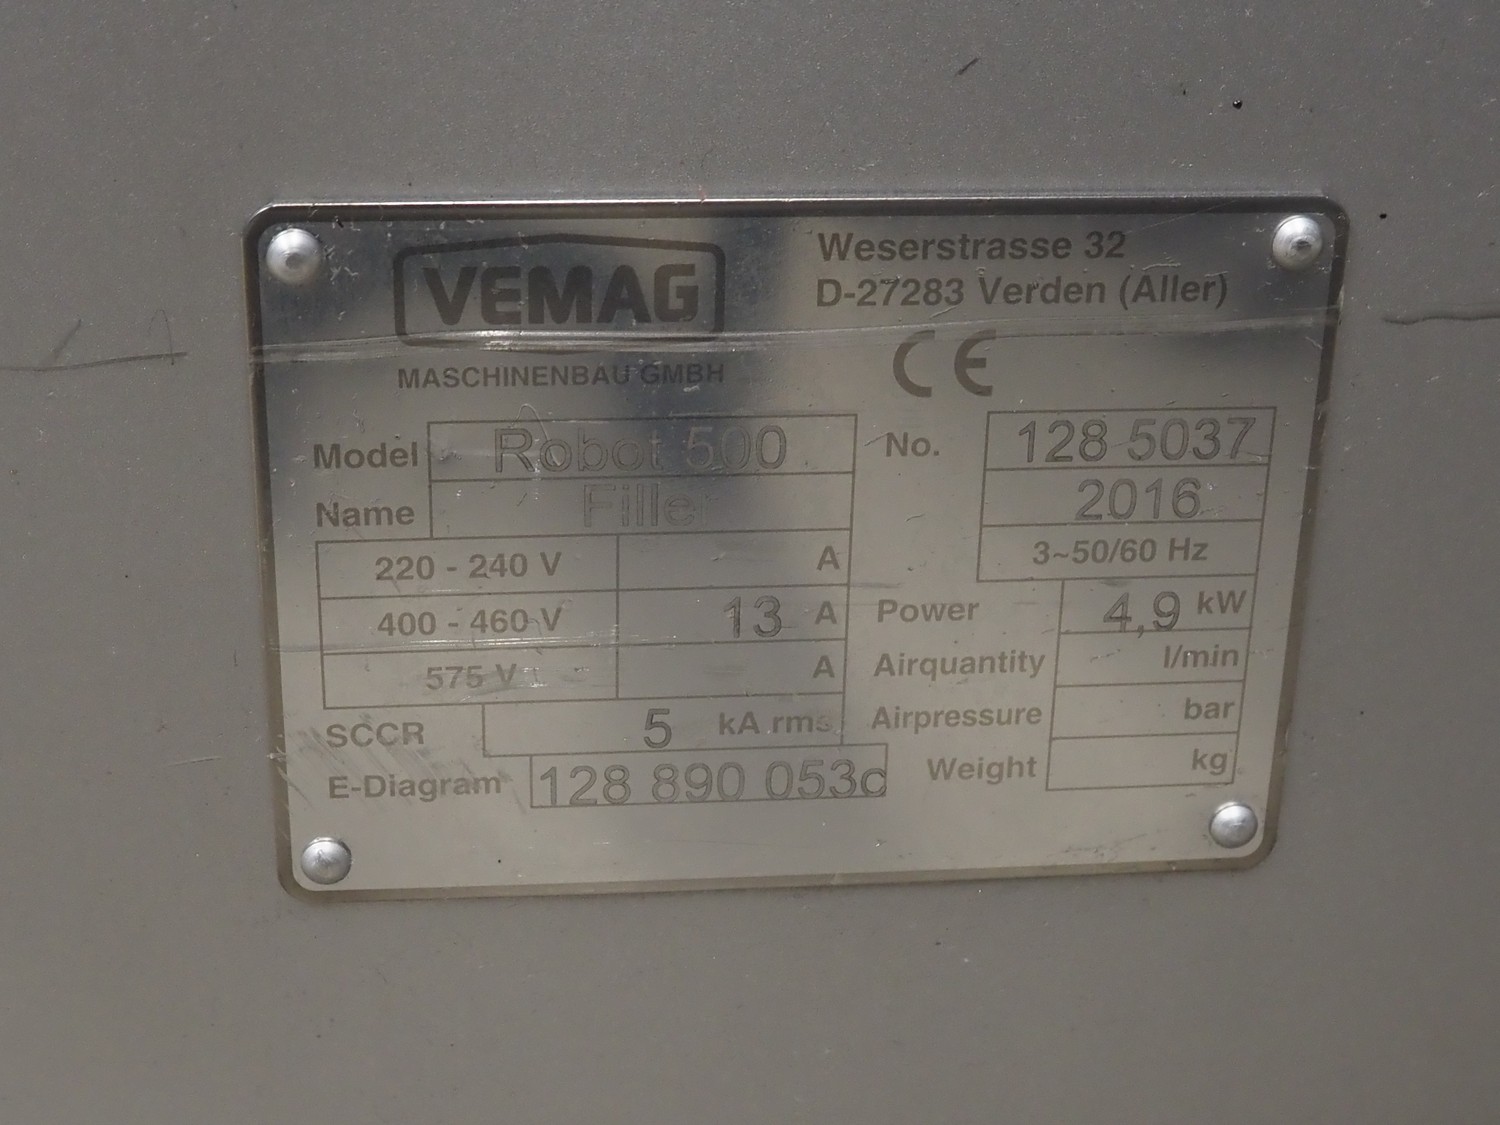 VEMAG
MASCHINENBAU GMBH
Weserstrasse 32
D-27283 Verden (Aller)
CE
Model Robot 500
Name Filler
No. 128 5037
2016
3~50/60 Hz
220 - 240 V A
400 - 460 V 13 A
575 V A
SCCR 5 kA rms
E-Diagram 128 890 053c
Power 4,9 kW
Airquantity l/min
Airpressure bar
Weight kg